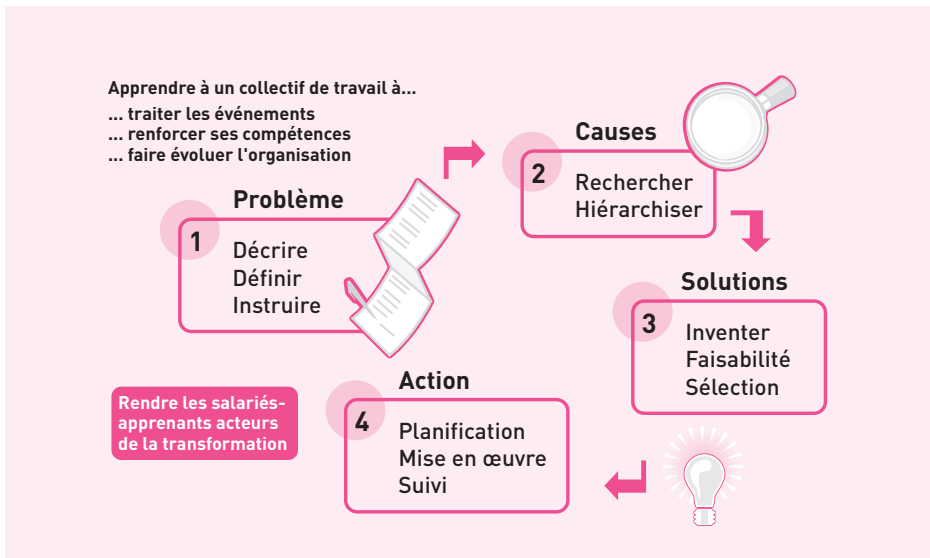 Apprendre à un collectif de travail à...
... traiter les événements
... renforcer ses compétences
... faire évoluer l'organisation
Problème
1
Décrire
Définir
Instruire
Causes
2
Rechercher
Hiérarchiser
Solutions
3
Inventer
Faisabilité
Sélection
Action
4
Planification
Mise en œuvre
Suivi
Rendre les salariés-
apprenants acteurs
de la transformation